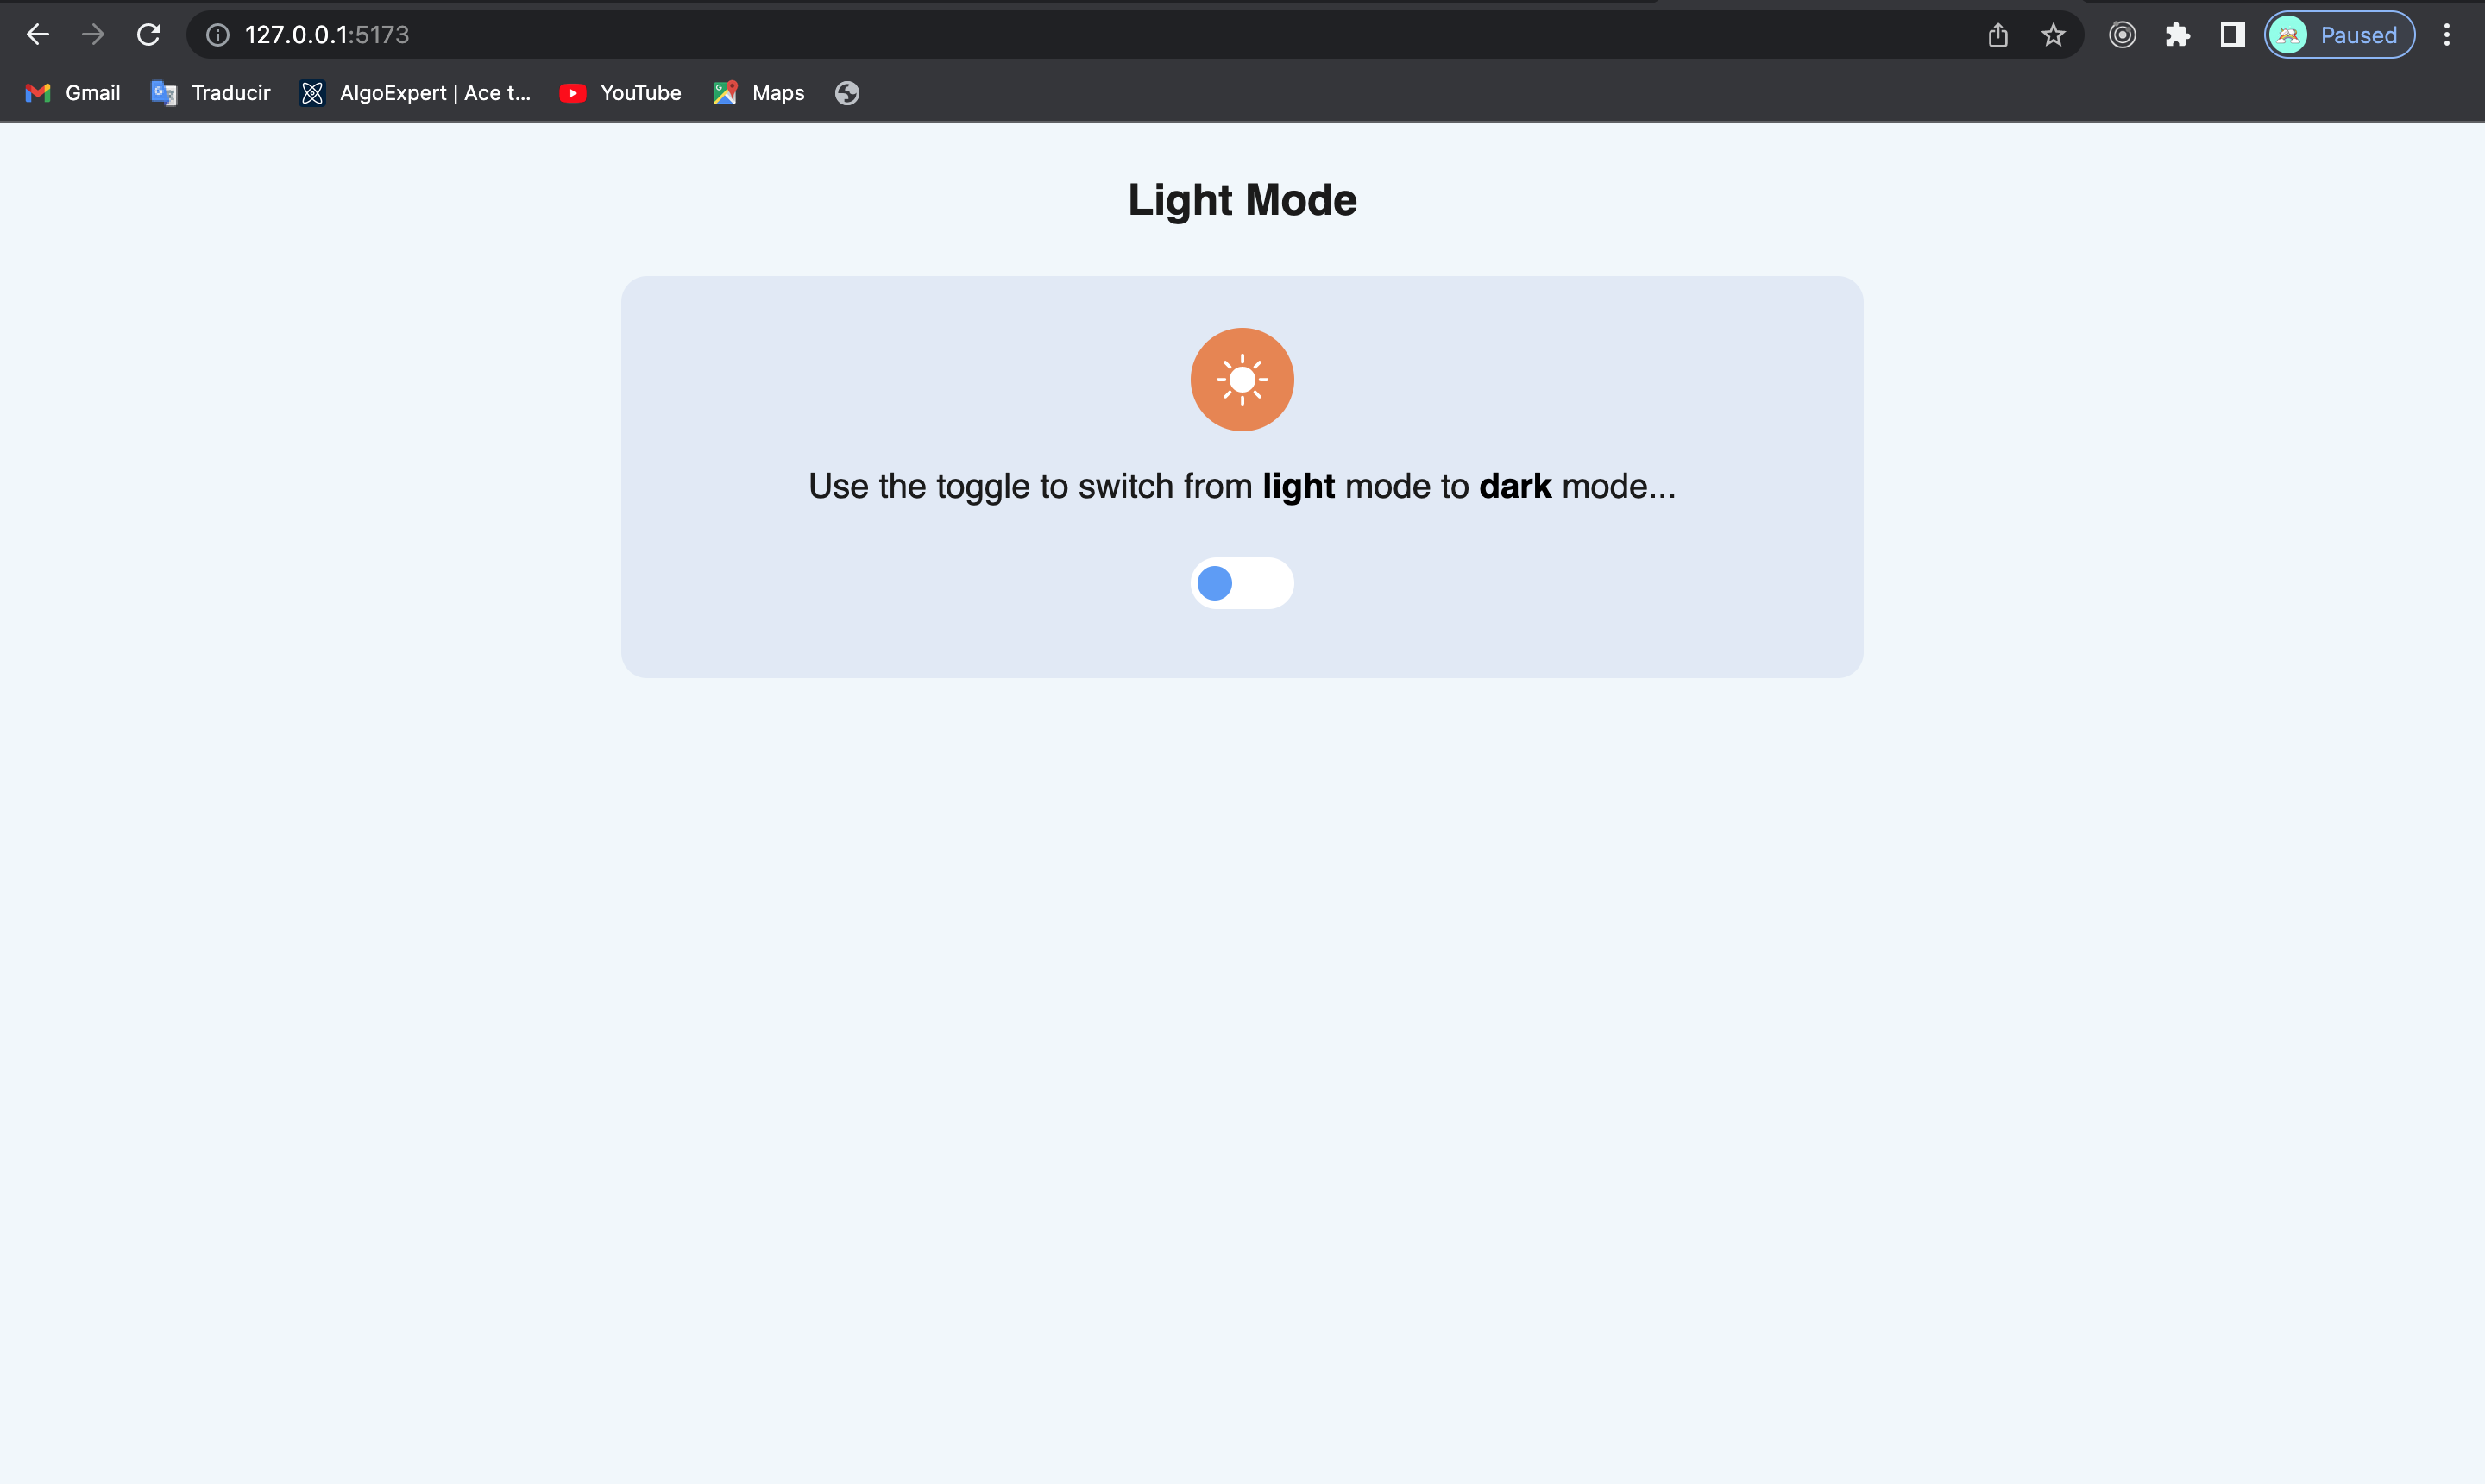 127.0.0.1:5173
Paused
Gmail
Traducir
AlgoExpert | Ace t...
YouTube
Maps
Light Mode
Use the toggle to switch from light mode to dark mode...